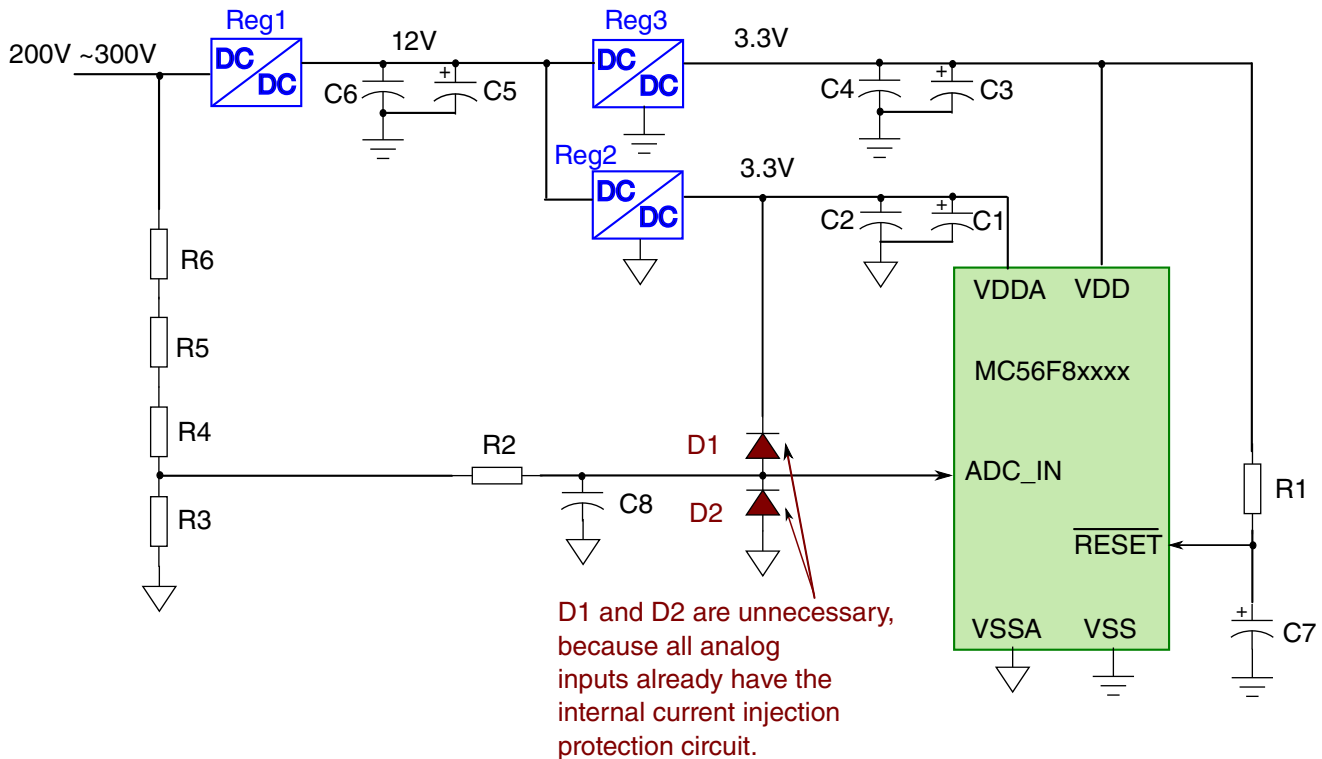 Reg1
Reg3
200V ~300V
12V
3.3V
DC
DC
DC
DC
C6
+
C5
C4
+
C3
Reg2
3.3V
DC
DC
C2
+
C1
R6
VDDA
VDD
R5
MC56F8xxxx
R4
R2
D1
ADC_IN
R1
R3
C8
D2
RESET
D1 and D2 are unnecessary,
because all analog
inputs already have the
internal current injection
protection circuit.
VSSA
VSS
+
C7